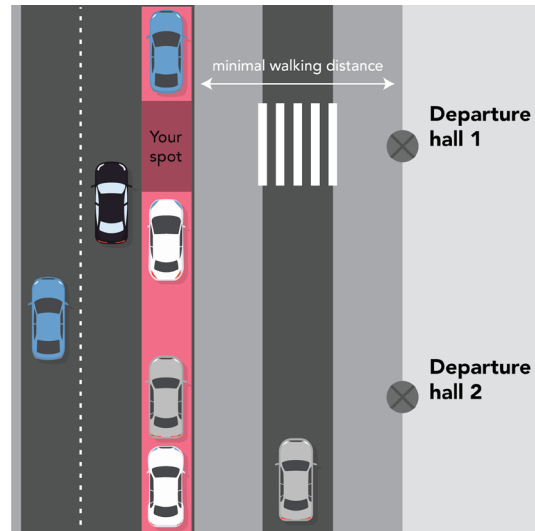 minimal walking distance
Departure
hall 1
Your
spot
Departure
hall 2